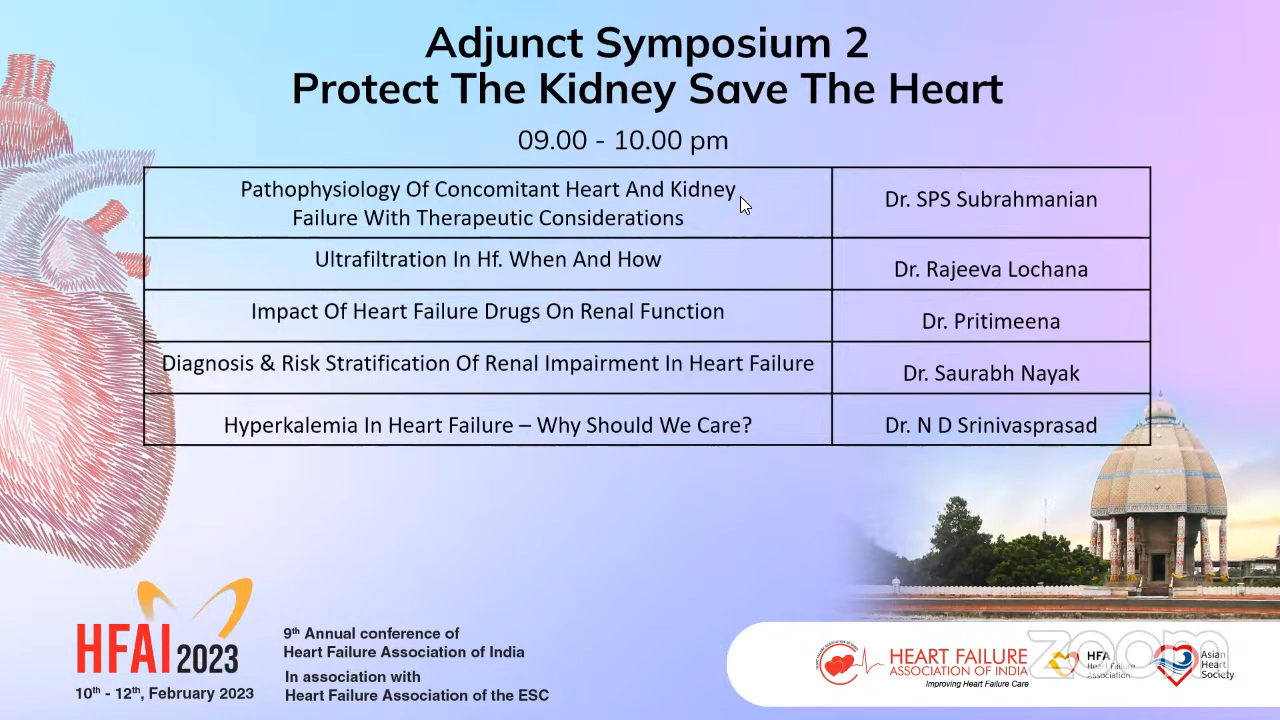 Adjunct Symposium 2
Protect The Kidney Save The Heart
09.00 - 10.00 pm
Pathophysiology Of Concomitant Heart And Kidney
Failure With Therapeutic Considerations
Dr. SPS Subrahmanian
Ultrafiltration In Hf. When And How
Dr. Rajeeva Lochana
Impact Of Heart Failure Drugs On Renal Function
Dr. Pritimeena
Diagnosis & Risk Stratification Of Renal Impairment In Heart Failure
Dr. Saurabh Nayak
Hyperkalemia In Heart Failure – Why Should We Care?
Dr. N D Srinivasprasad
HFAI 2023
10th - 12th, February 2023
9th Annual conference of
Heart Failure Association of India
In association with
Heart Failure Association of the ESC
HEART FAILURE
ASSOCIATION OF INDIA
Improving Heart Failure Care
HFA
Heart Failure
Association
Asian
Heart
Society
zoom